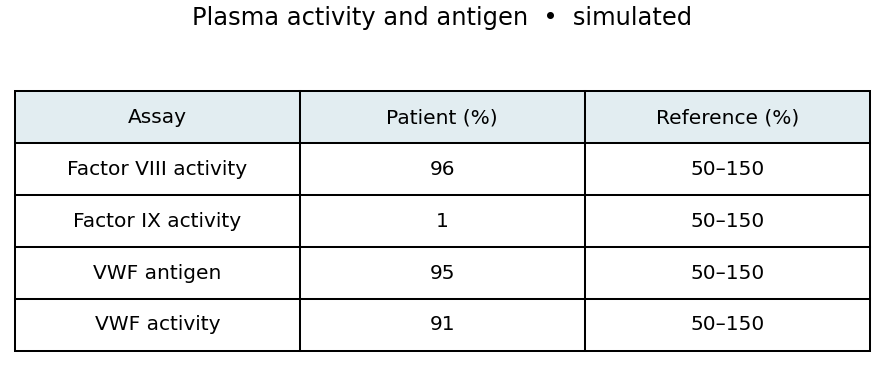 Plasma activity and antigen • simulated
Assay Patient (%) Reference (%)
Factor VIII activity 96 50–150
Factor IX activity 1 50–150
VWF antigen 95 50–150
VWF activity 91 50–150